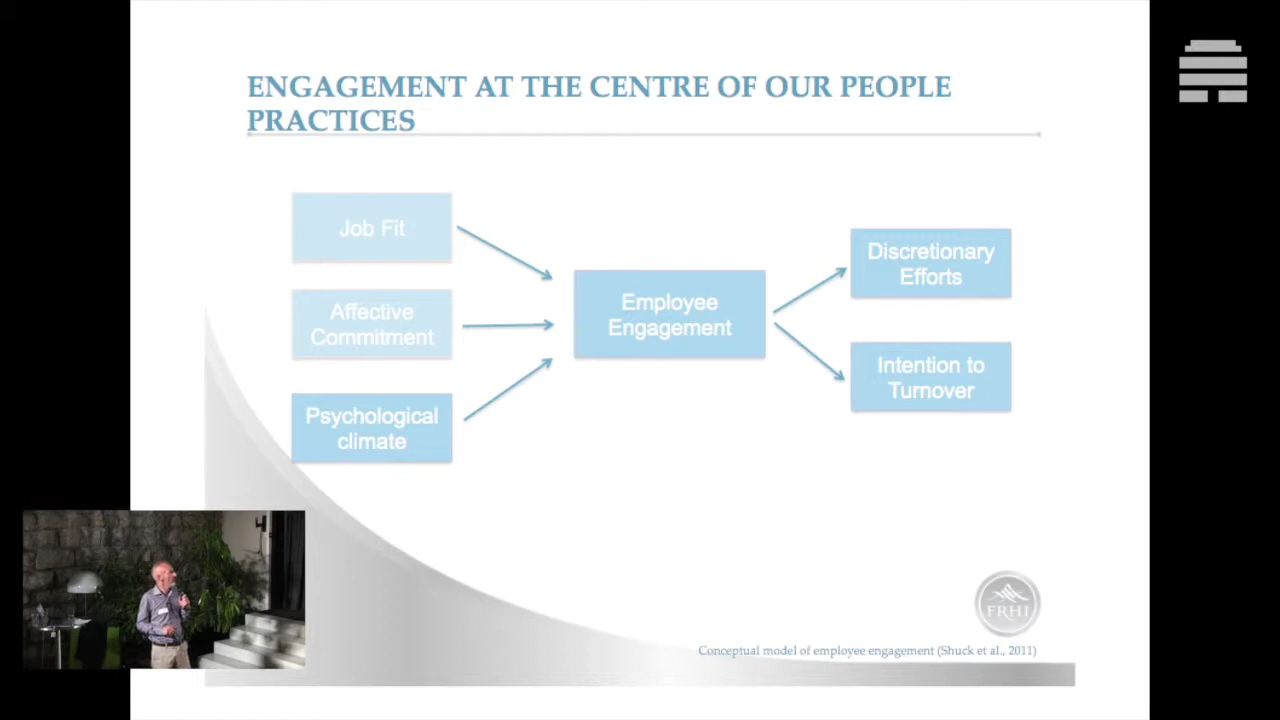 ENGAGEMENT AT THE CENTRE OF OUR PEOPLE
PRACTICES
Job Fit
Affective
Commitment
Psychological
climate
Employee
Engagement
Discretionary
Efforts
Intention to
Turnover
FRHI
Conceptual model of employee engagement (Shuck et al., 2011)